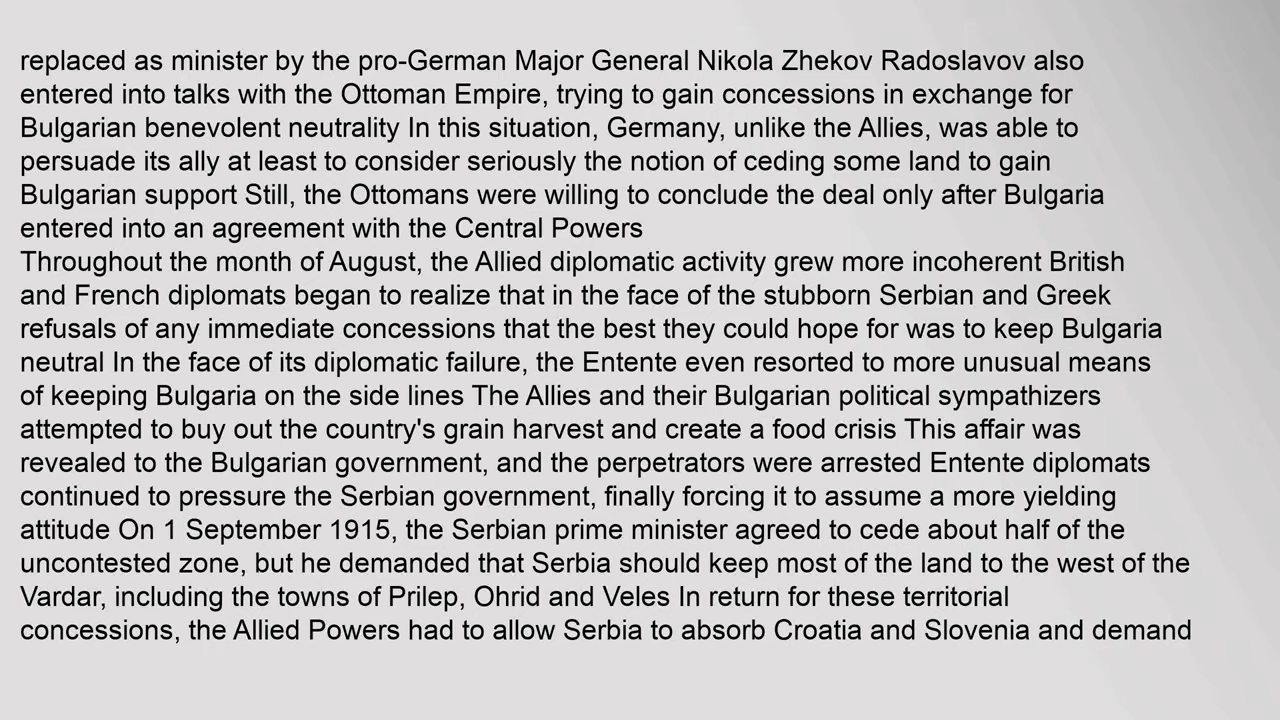 replaced as minister by the pro-German Major General Nikola Zhekov Radoslavov also
entered into talks with the Ottoman Empire, trying to gain concessions in exchange for
Bulgarian benevolent neutrality In this situation, Germany, unlike the Allies, was able to
persuade its ally at least to consider seriously the notion of ceding some land to gain
Bulgarian support Still, the Ottomans were willing to conclude the deal only after Bulgaria
entered into an agreement with the Central Powers
Throughout the month of August, the Allied diplomatic activity grew more incoherent British
and French diplomats began to realize that in the face of the stubborn Serbian and Greek
refusals of any immediate concessions that the best they could hope for was to keep Bulgaria
neutral In the face of its diplomatic failure, the Entente even resorted to more unusual means
of keeping Bulgaria on the side lines The Allies and their Bulgarian political sympathizers
attempted to buy out the country's grain harvest and create a food crisis This affair was
revealed to the Bulgarian government, and the perpetrators were arrested Entente diplomats
continued to pressure the Serbian government, finally forcing it to assume a more yielding
attitude On 1 September 1915, the Serbian prime minister agreed to cede about half of the
uncontested zone, but he demanded that Serbia should keep most of the land to the west of the
Vardar, including the towns of Prilep, Ohrid and Veles In return for these territorial
concessions, the Allied Powers had to allow Serbia to absorb Croatia and Slovenia and demand